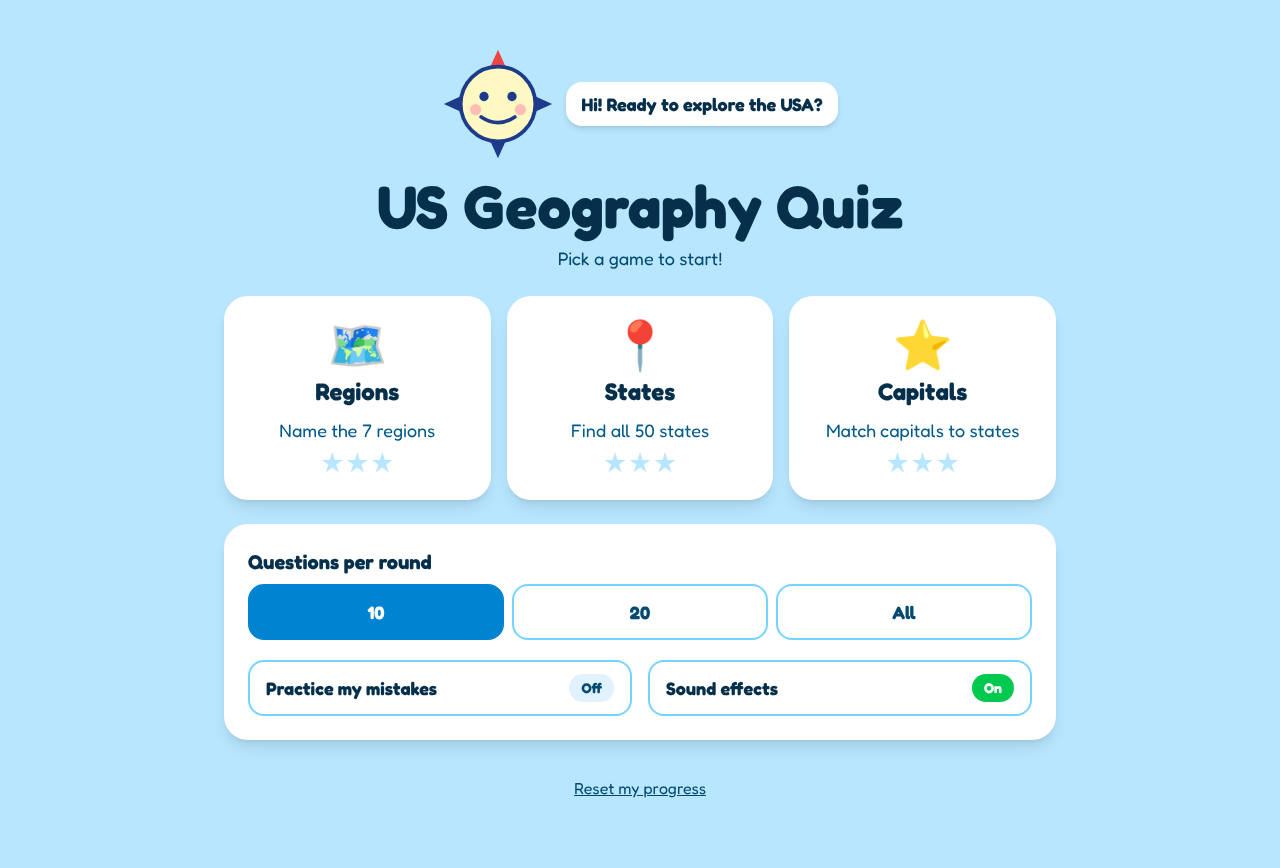 Hi! Ready to explore the USA?
US Geography Quiz
Pick a game to start!
Regions
Name the 7 regions
States
Find all 50 states
Capitals
Match capitals to states
Questions per round
10
20
All
Practice my mistakes
Off
Sound effects
On
Reset my progress